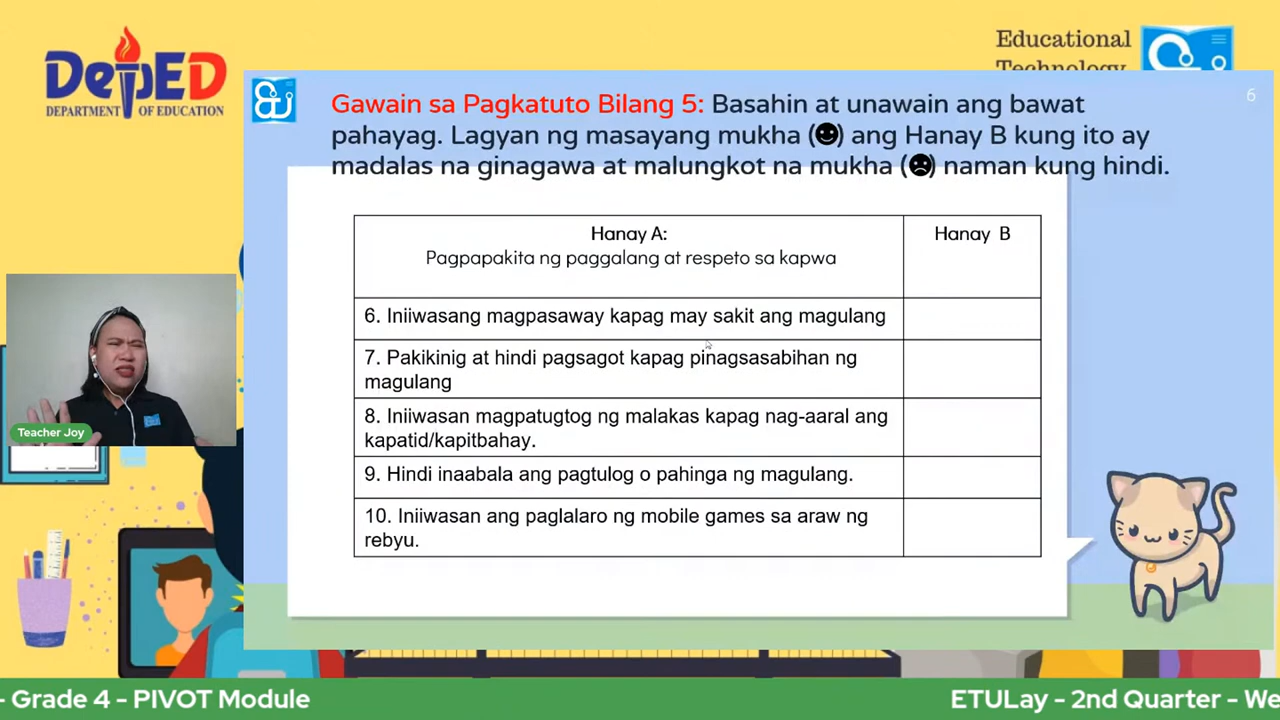 DepED
DEPARTMENT OF EDUCATION
Educational
Technology
6
Gawain sa Pagkatuto Bilang 5: Basahin at unawain ang bawat
pahayag. Lagyan ng masayang mukha (☻) ang Hanay B kung ito ay
madalas na ginagawa at malungkot na mukha (☹) naman kung hindi.
Hanay A:
Pagpapakita ng paggalang at respeto sa kapwa
Hanay B
6. Iniiwasang magpasaway kapag may sakit ang magulang
7. Pakikinig at hindi pagsagot kapag pinagsasabihan ng
magulang
8. Iniiwasan magpatugtog ng malakas kapag nag-aaral ang
kapatid/kapitbahay.
9. Hindi inaabala ang pagtulog o pahinga ng magulang.
10. Iniiwasan ang paglalaro ng mobile games sa araw ng
rebyu.
Teacher Joy
- Grade 4 - PIVOT Module
ETULay - 2nd Quarter - We